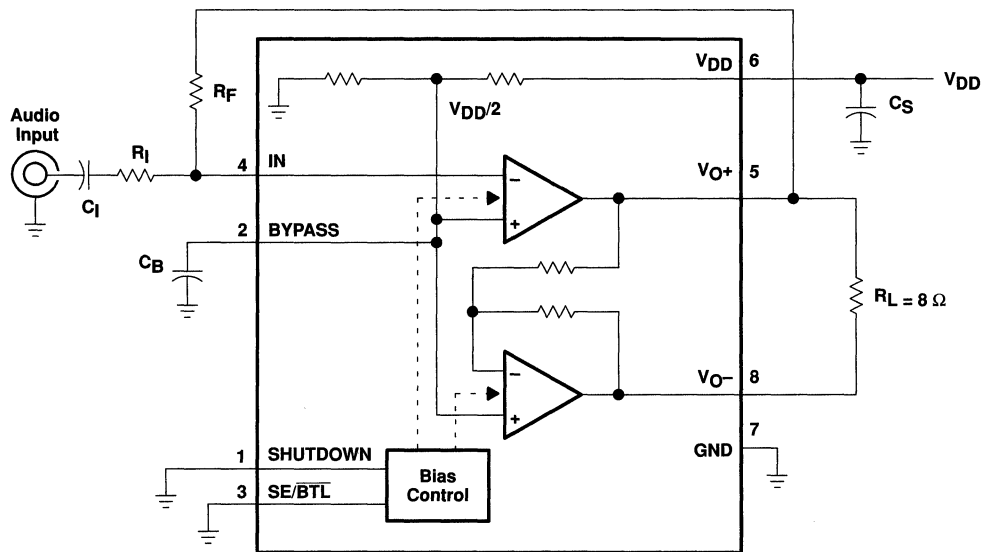 VDD 6
RF
VDD
VDD/2
CS
Audio
Input
RI
4 IN
VO+ 5
CI
2 BYPASS
CB
RL = 8 Ω
VO− 8
7
GND
1 SHUTDOWN
3 SE/BTL
Bias
Control
−
+
−
+